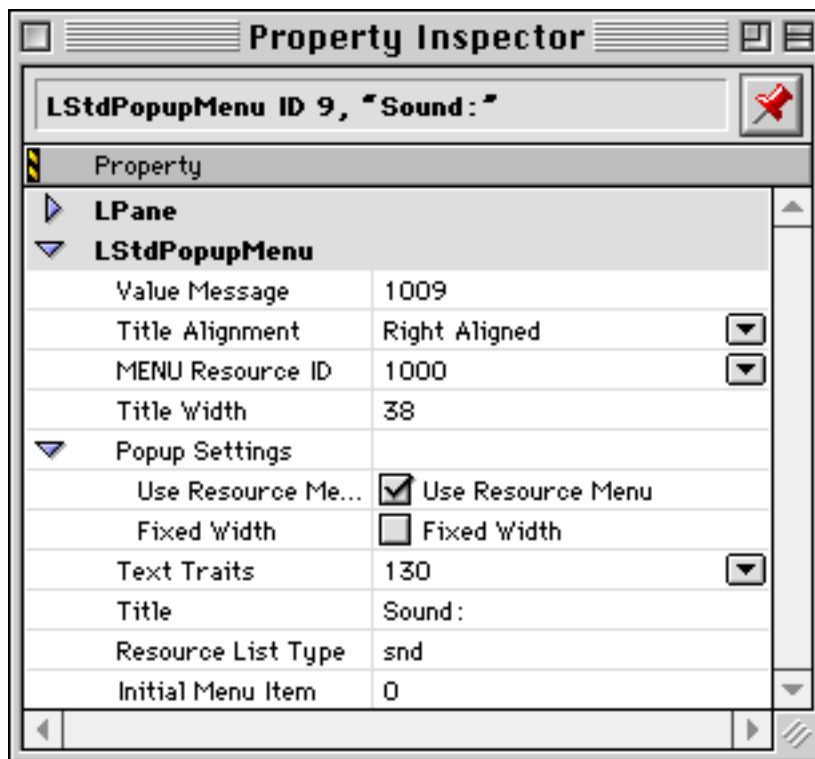 Property Inspector
LStdPopupMenu ID 9, “Sound:”
Property
LPane
LStdPopupMenu
Value Message 1009
Title Alignment Right Aligned
MENU Resource ID 1000
Title Width 38
Popup Settings
Use Resource Me... Use Resource Menu
Fixed Width Fixed Width
Text Traits 130
Title Sound:
Resource List Type snd
Initial Menu Item 0